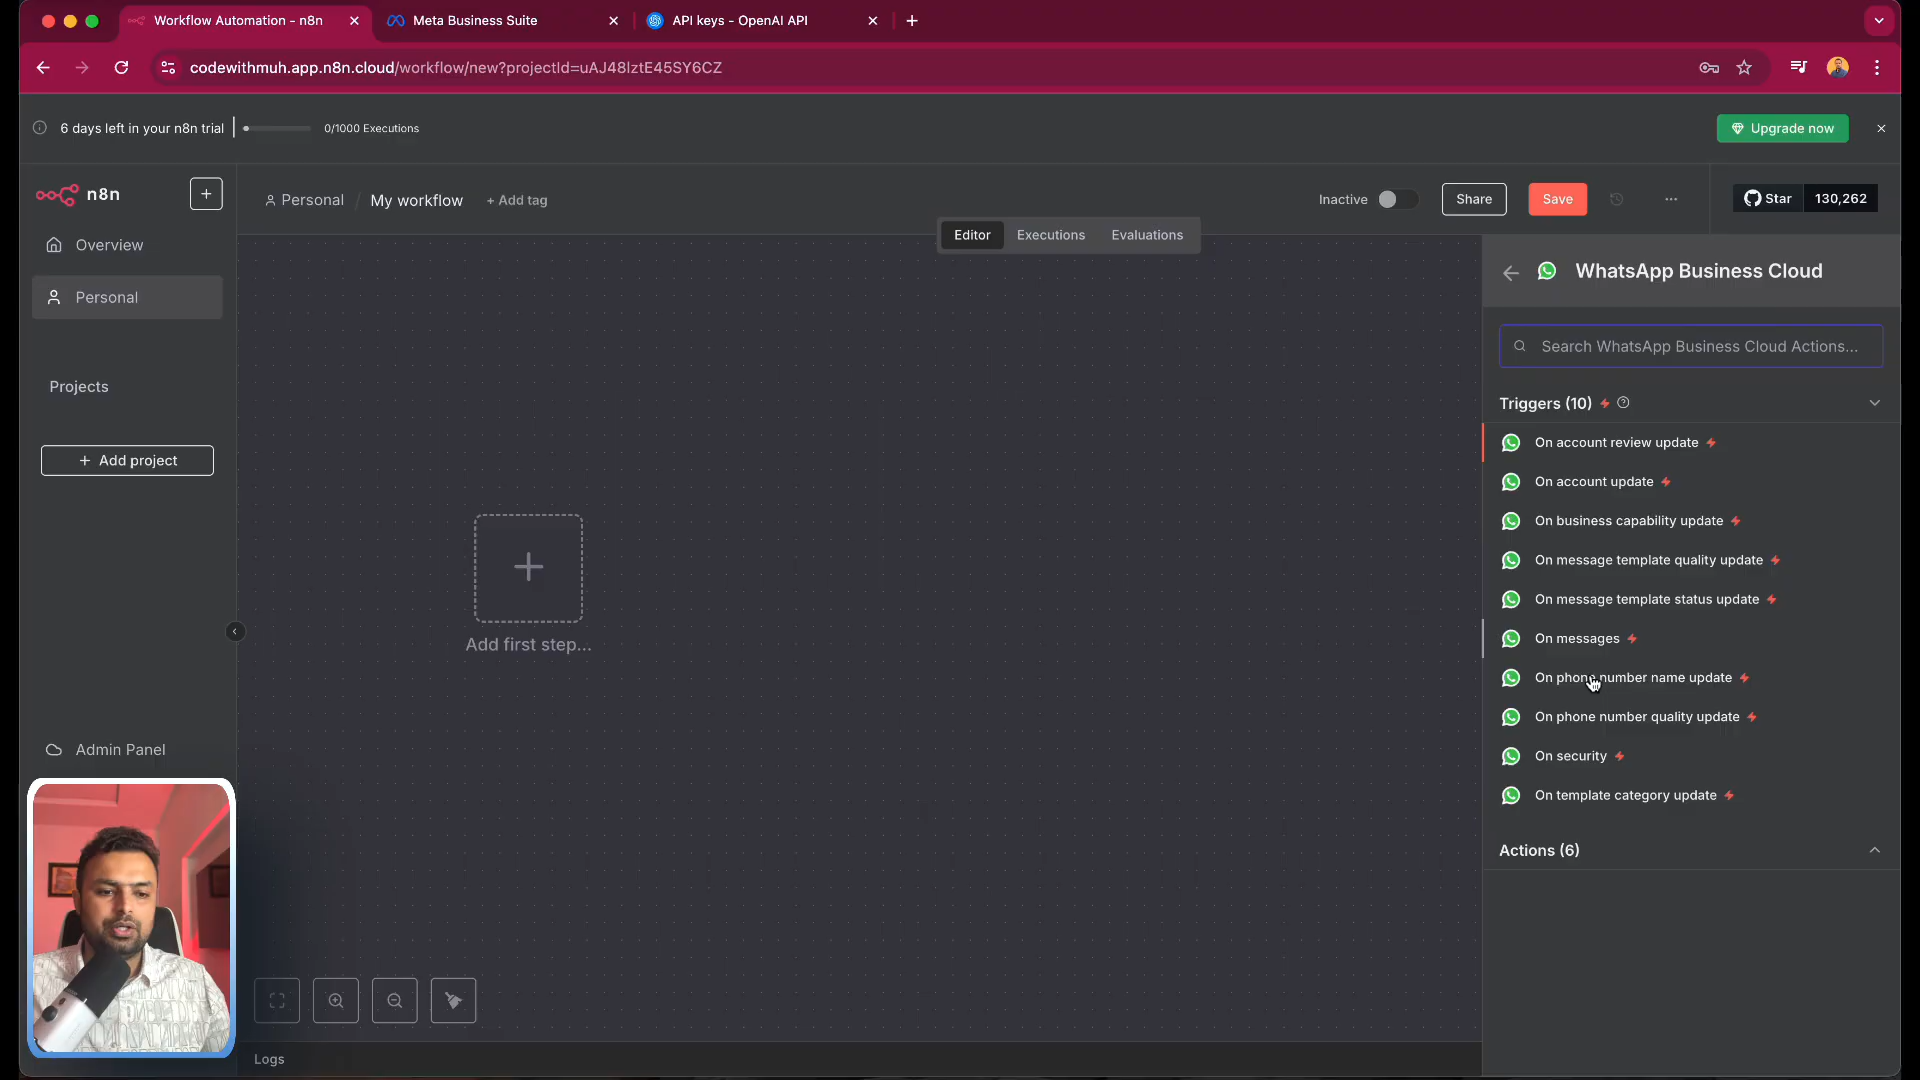 Workflow Automation - n8n
Meta Business Suite
API keys - OpenAI API
codewithmuh.app.n8n.cloud/workflow/new?projectId=uAJ48IztE45SY6CZ
6 days left in your n8n trial
0/1000 Executions
Upgrade now
n8n
Personal / My workflow + Add tag
Inactive
Share
Save
Star 130,262
Editor
Executions
Evaluations
Overview
Personal
Projects
+ Add project
Admin Panel
Add first step...
Logs
WhatsApp Business Cloud
Search WhatsApp Business Cloud Actions...
Triggers (10)
On account review update
On account update
On business capability update
On message template quality update
On message template status update
On messages
On phone number name update
On phone number quality update
On security
On template category update
Actions (6)